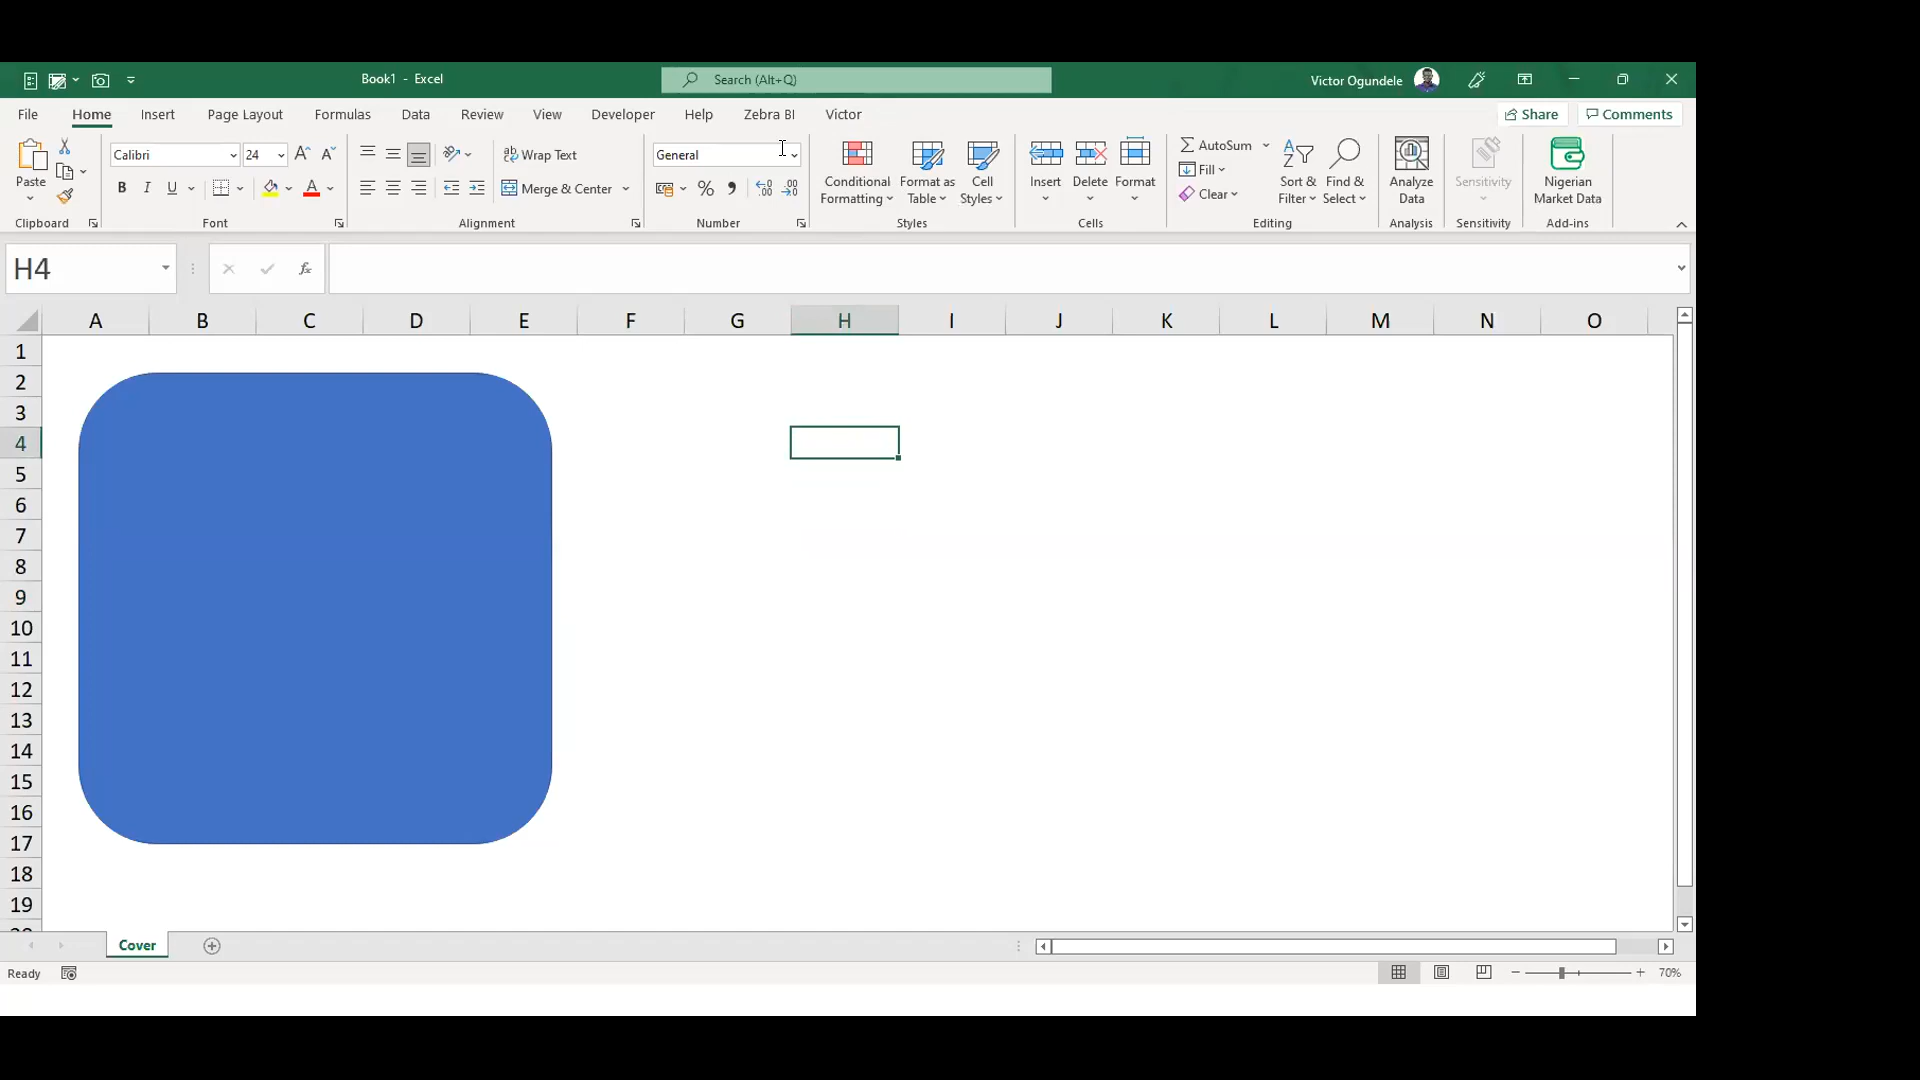 Book1 - Excel
Search (Alt+Q)
Victor Ogundele
File Home Insert Page Layout Formulas Data Review View Developer Help Zebra BI Victor
Share Comments
Paste
Clipboard
Calibri 24
B I U A
Font
Wrap Text
Merge & Center
Alignment
General
% , .00
Number
Conditional Formatting
Format as Table
Cell Styles
Styles
Insert Delete Format
Cells
AutoSum
Fill
Clear
Sort & Filter
Find & Select
Editing
Analyze Data
Analysis
Sensitivity
Sensitivity
Nigerian Market Data
Add-ins
H4
fx
A B C D E F G H I J K L M N O
1
2
3
4
5
6
7
8
9
10
11
12
13
14
15
16
17
18
19
Cover
Ready
70%